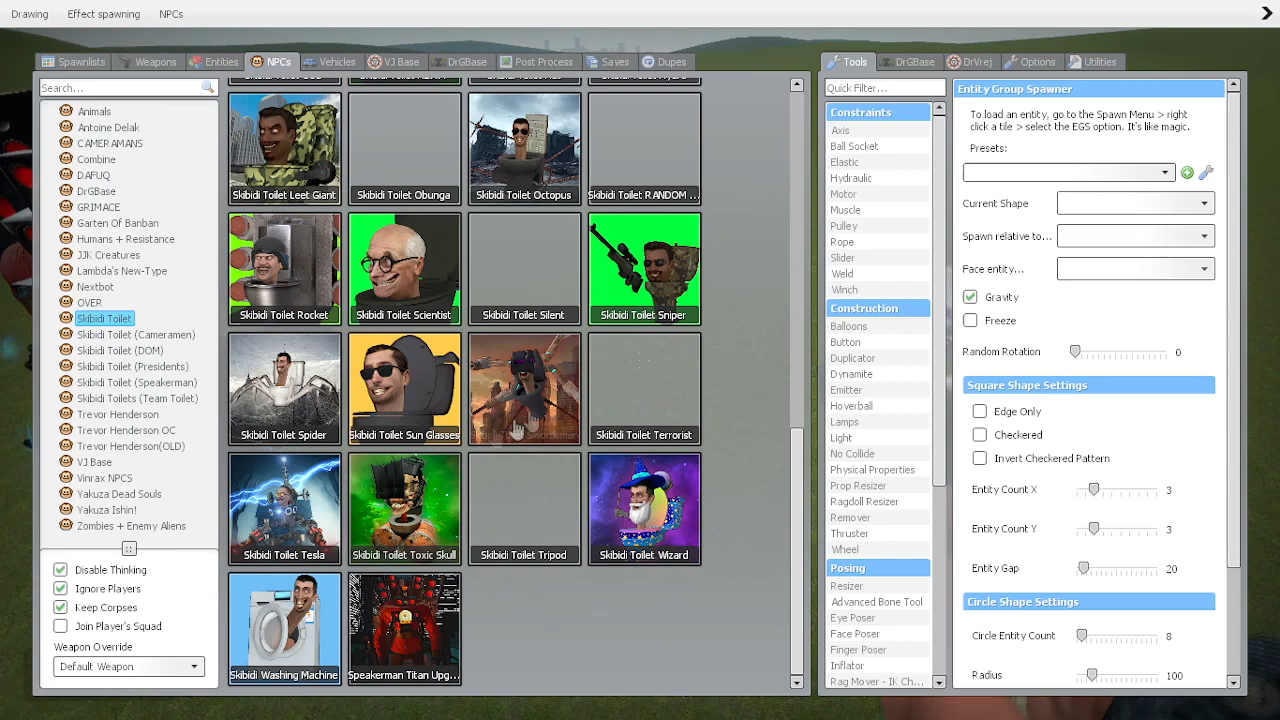 Drawing Effect spawning NPCs
Spawnlists Weapons Entities NPCs Vehicles VJ Base DrGBase Post Process Saves Dupes
Tools DrGBase DrVrej Options Utilities
Search...
Animals
Antoine Delak
CAMERAMANS
Combine
DAFUQ
DrGBase
GRIMACE
Garten Of Banban
Humans + Resistance
JJK Creatures
Lambda's New-Type
Nextbot
OVER
Skibidi Toilet
Skibidi Toilet (Cameramen)
Skibidi Toilet (DOM)
Skibidi Toilet (Presidents)
Skibidi Toilet (Speakerman)
Skibidi Toilets (Team Toilet)
Trevor Henderson
Trevor Henderson OC
Trevor Henderson(OLD)
VJ Base
Vinrax NPCS
Yakuza Dead Souls
Yakuza Ishin!
Zombies + Enemy Aliens
Disable Thinking
Ignore Players
Keep Corpses
Join Player's Squad
Weapon Override
Default Weapon
Skibidi Toilet Leet Giant
Skibidi Toilet Obunga
Skibidi Toilet Octopus
Skibidi Toilet RANDOM ...
Skibidi Toilet Rocket
Skibidi Toilet Scientist
Skibidi Toilet Silent
Skibidi Toilet Sniper
Skibidi Toilet Spider
Skibidi Toilet Sun Glasses
Skibidi Toilet Swordsman
Skibidi Toilet Terrorist
Skibidi Toilet Tesla
Skibidi Toilet Toxic Skull
Skibidi Toilet Tripod
Skibidi Toilet Wizard
Skibidi Washing Machine
Speakerman Titan Upg...
Quick Filter...
Constraints
Axis
Ball Socket
Elastic
Hydraulic
Motor
Muscle
Pulley
Rope
Slider
Weld
Winch
Construction
Balloons
Button
Duplicator
Dynamite
Emitter
Hoverball
Lamps
Light
No Collide
Physical Properties
Prop Resizer
Ragdoll Resizer
Remover
Thruster
Wheel
Posing
Resizer
Advanced Bone Tool
Eye Poser
Face Poser
Finger Poser
Inflator
Rag Mover - IK Ch...
Entity Group Spawner
To load an entity, go to the Spawn Menu > right
click a tile > select the EGS option. It's like magic.
Presets:
Current Shape
Spawn relative to...
Face entity...
Gravity
Freeze
Random Rotation 0
Square Shape Settings
Edge Only
Checkered
Invert Checkered Pattern
Entity Count X 3
Entity Count Y 3
Entity Gap 20
Circle Shape Settings
Circle Entity Count 8
Radius 100